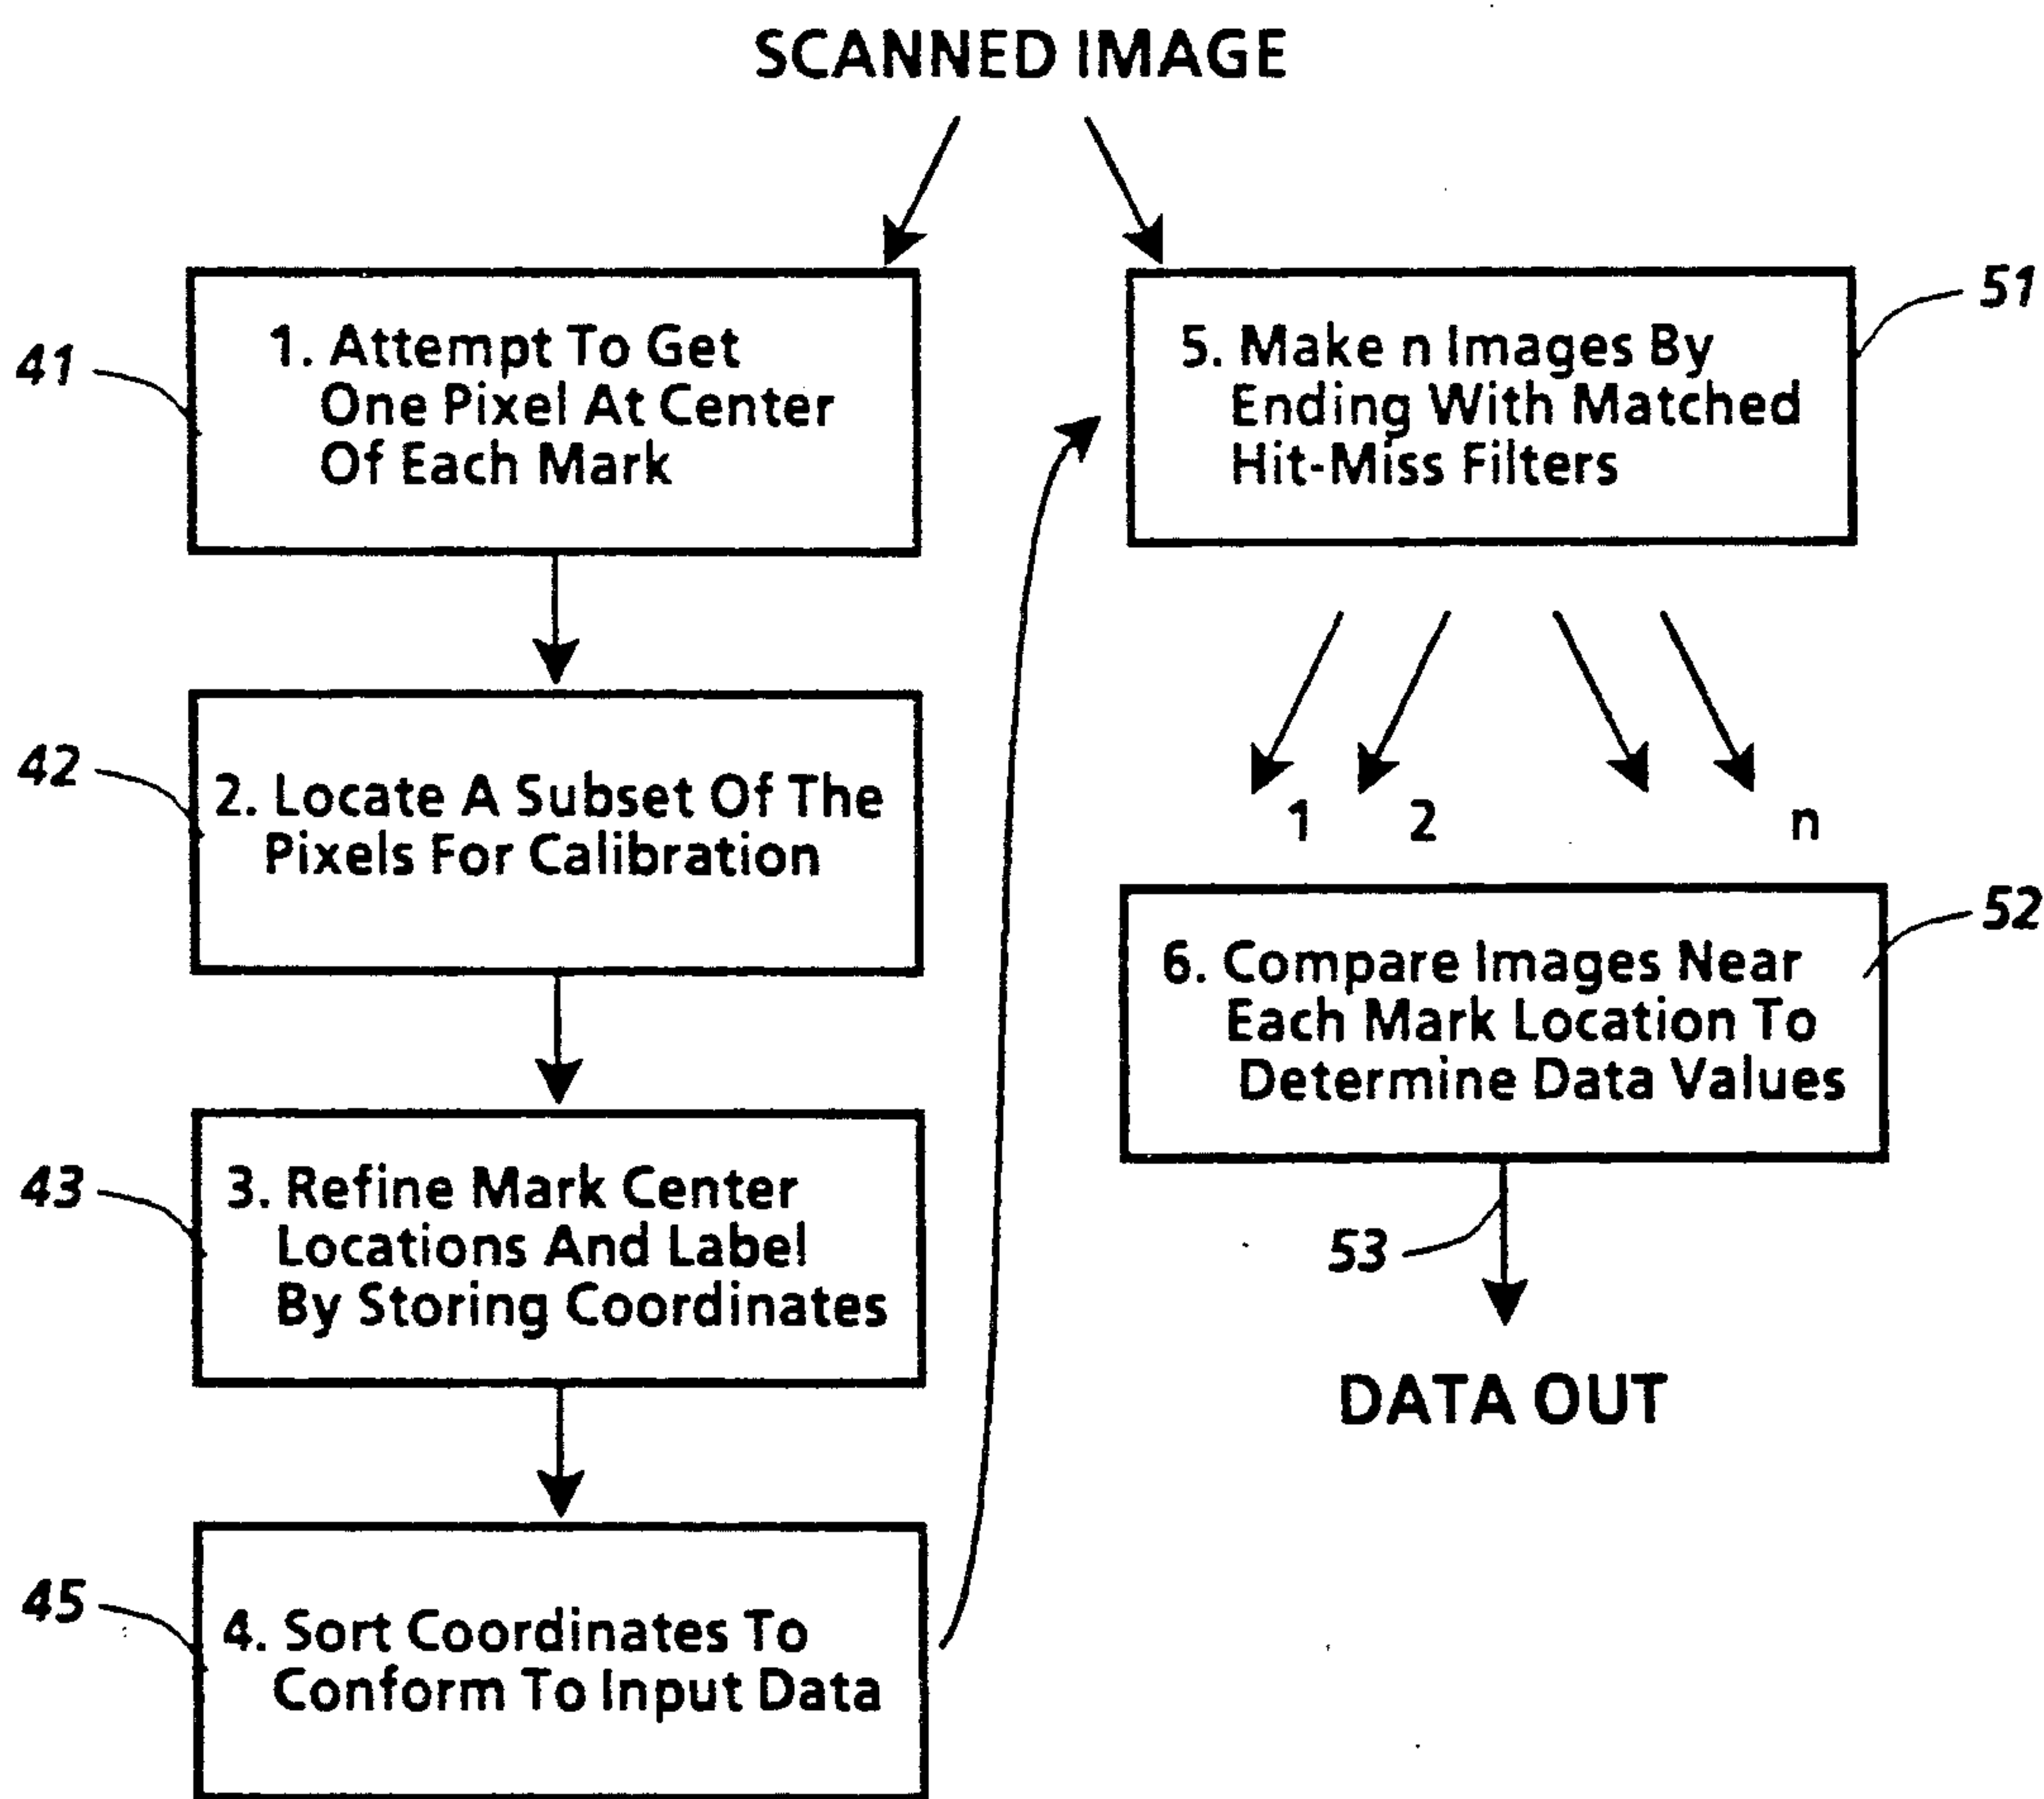 SCANNED IMAGE
41
1. Attempt To Get
One Pixel At Center
Of Each Mark
42
2. Locate A Subset Of The
Pixels For Calibration
43
3. Refine Mark Center
Locations And Label
By Storing Coordinates
45
4. Sort Coordinates To
Conform To Input Data
51
5. Make n Images By
Ending With Matched
Hit-Miss Filters
1 2 n
52
6. Compare Images Near
Each Mark Location To
Determine Data Values
53
DATA OUT